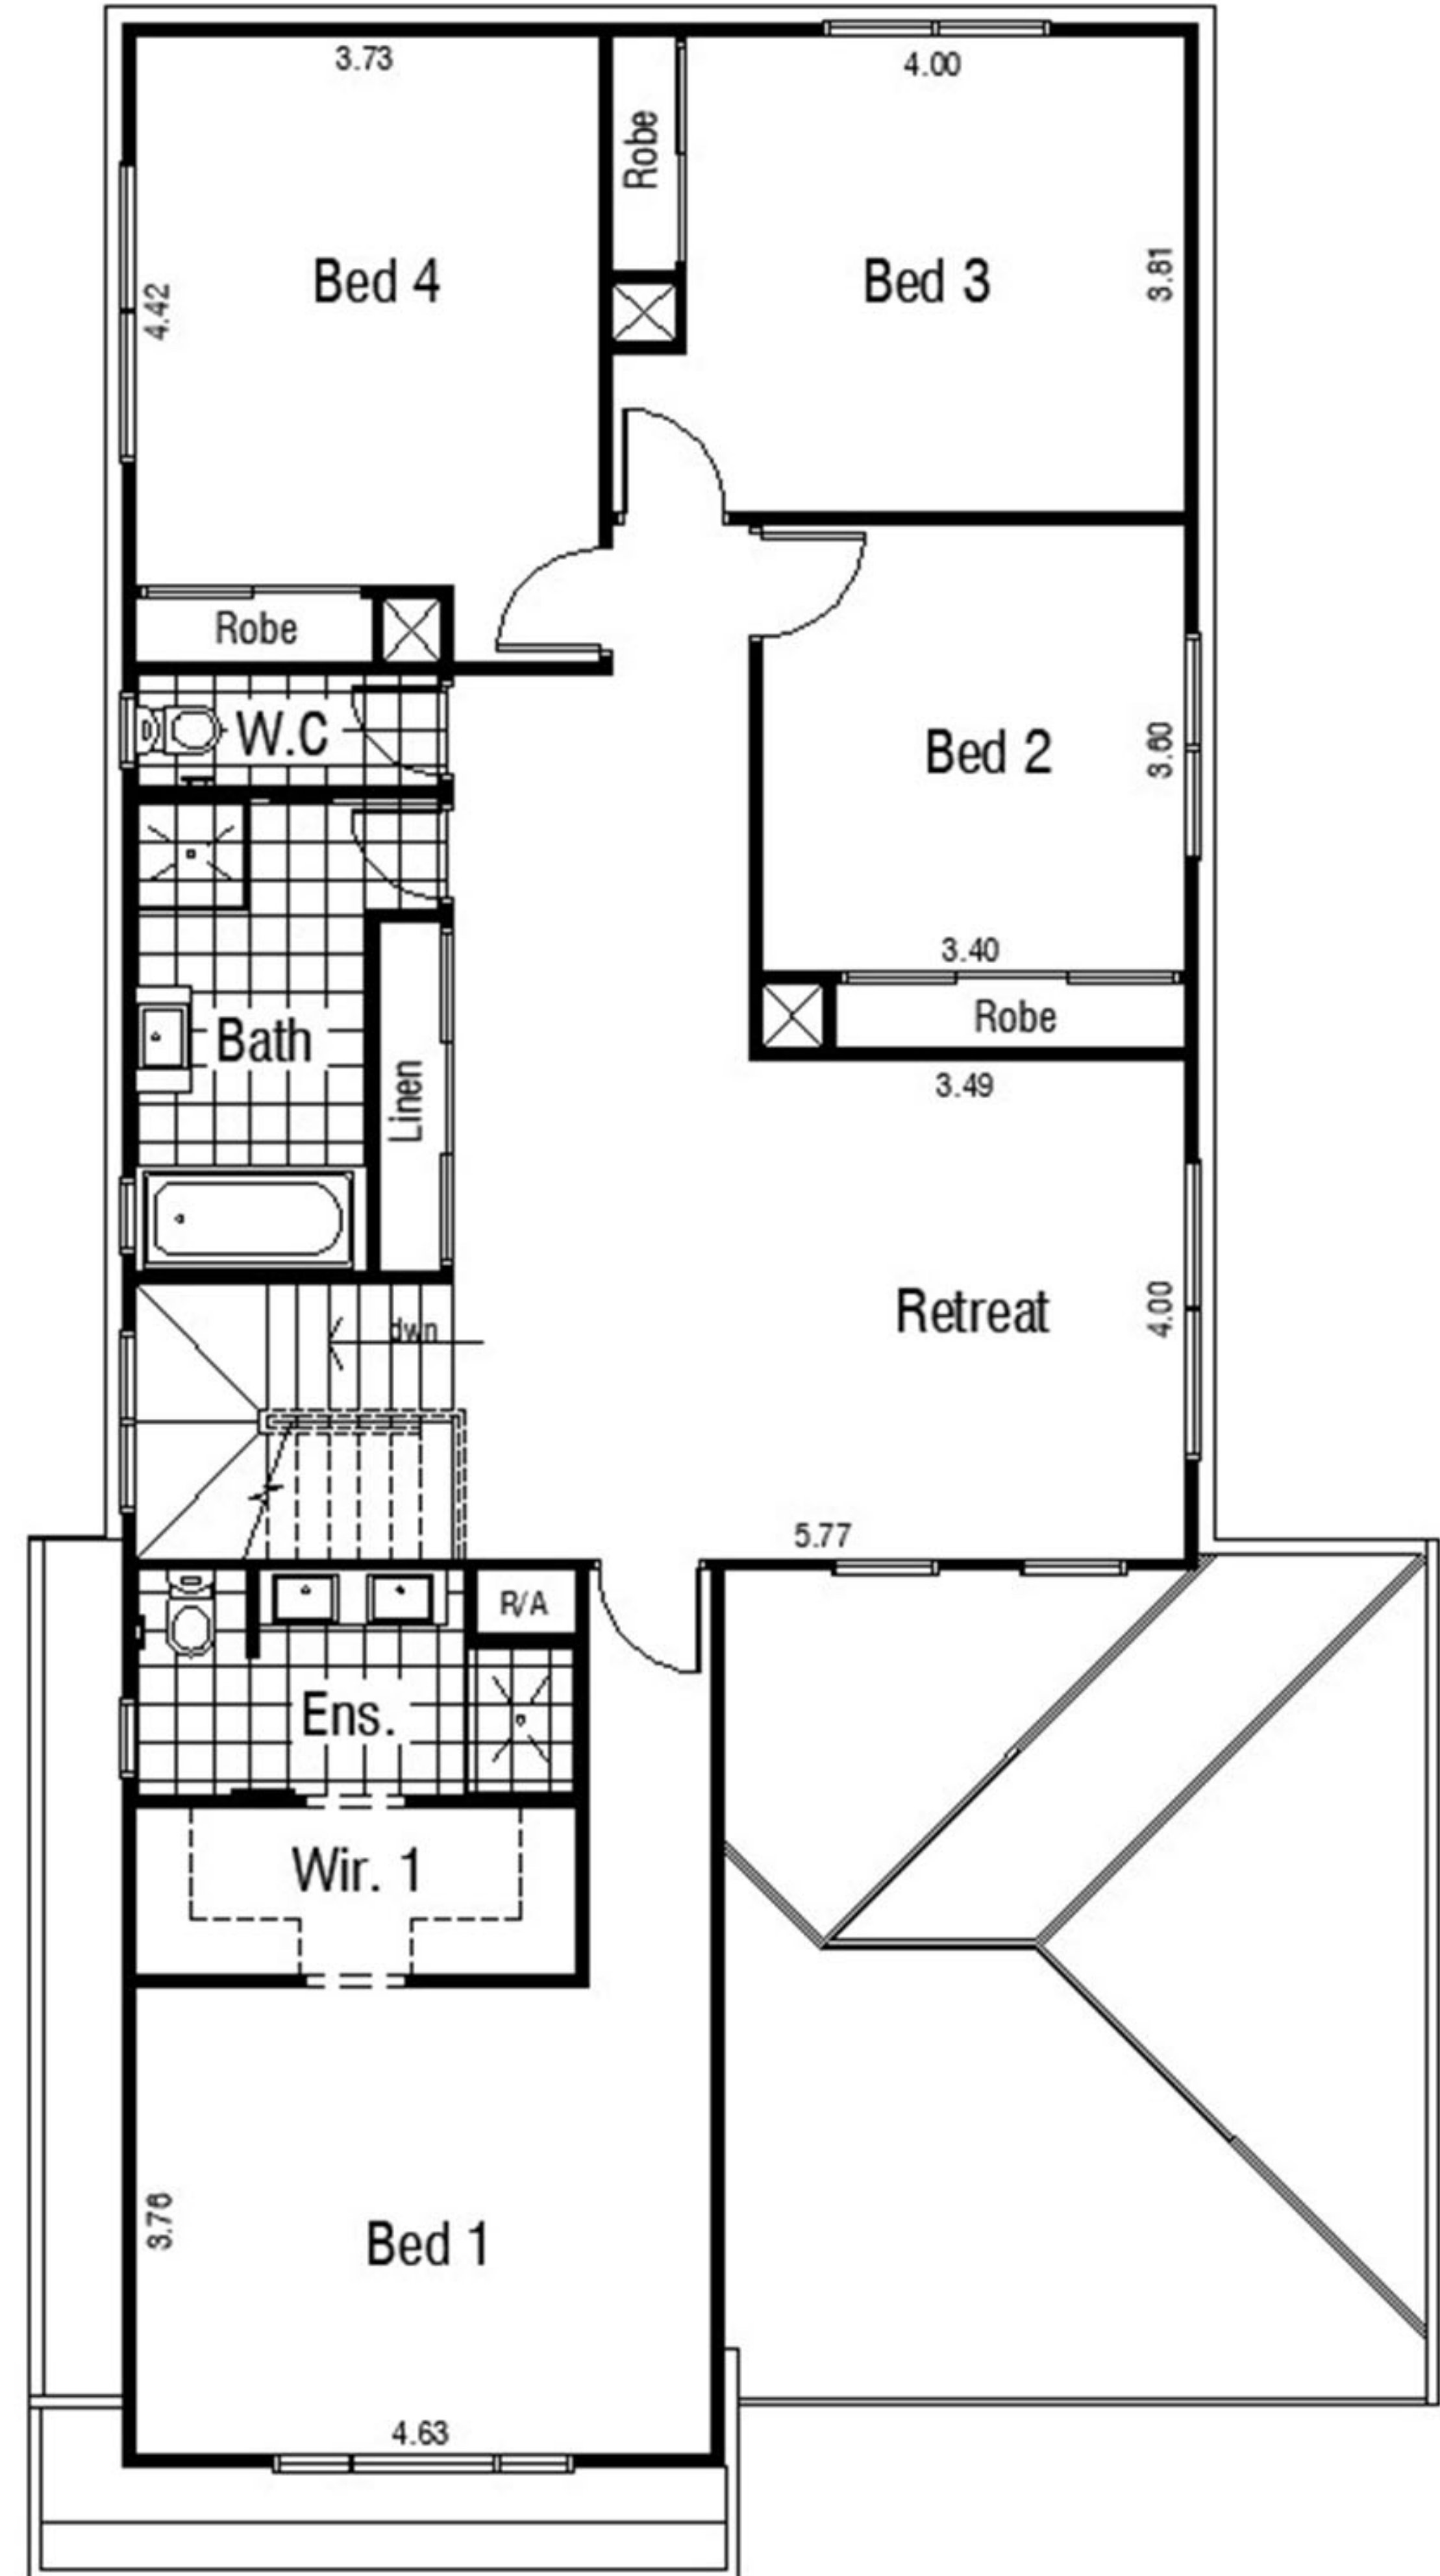 3.73
4.00
Robe
Bed 4
Bed 3
4.42
3.81
Robe
W.C
Bed 2
3.60
3.40
Robe
Bath
Linen
3.49
dwn
Retreat
4.00
5.77
R/A
Ens.
Wir. 1
3.76
Bed 1
4.63